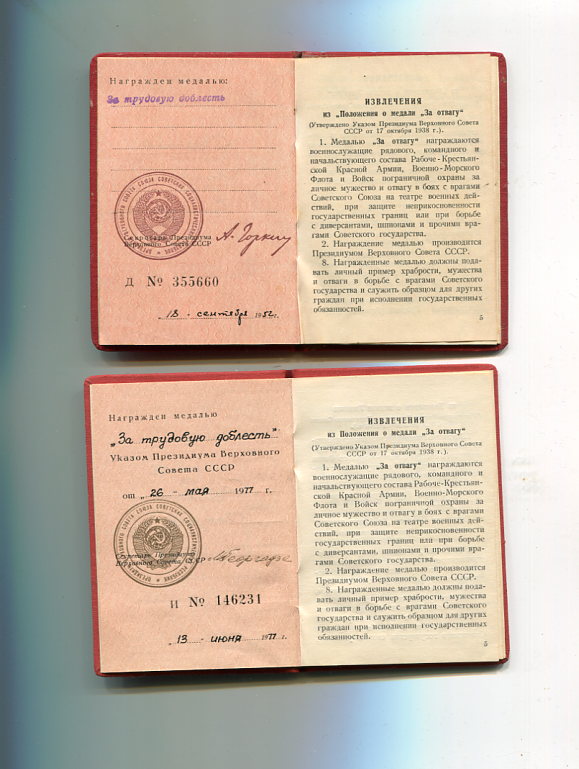 Награжден медалью:
За трудовую доблесть
Секретарь Президиума
Верховного Совета СССР
А. Горкин
Д № 355660
„18“ сентября 1952 г.
ИЗВЛЕЧЕНИЯ
из „Положения о медали „За отвагу“
(Утверждено Указом Президиума Верховного Совета
СССР от 17 октября 1938 г.).
1. Медалью „За отвагу“ награждаются
военнослужащие рядового, командного и
начальствующего состава Рабоче-Крестьян-
ской Красной Армии, Военно-Морского
Флота и Войск пограничной охраны за
личное мужество и отвагу в боях с врагами
Советского Союза на театре военных дей-
ствий, при защите неприкосновенности
государственных границ или при борьбе
с диверсантами, шпионами и прочими вра-
гами Советского государства.
2. Награждение медалью производится
Президиумом Верховного Совета СССР.
8. Награжденные медалью должны пода-
вать личный пример храбрости, мужества
и отваги в борьбе с врагами Советского
государства и служить образцом для других
граждан при исполнении государственных
обязанностей.
5
Награжден медалью
„За трудовую доблесть“
Указом Президиума Верховного
Совета СССР
от „26“ мая 1977 г.
Секретарь Президиума
Верховного Совета СССР
И № 146231
„13“ июня 1977 г.
ИЗВЛЕЧЕНИЯ
из Положения о медали „За отвагу“
(Утверждено Указом Президиума Верховного Совета
СССР от 17 октября 1938 г.).
1. Медалью „За отвагу“ награждаются
военнослужащие рядового, командного и
начальствующего состава Рабоче-Крестьян-
ской Красной Армии, Военно-Морского
Флота и Войск пограничной охраны за
личное мужество и отвагу в боях с врагами
Советского Союза на театре военных дей-
ствий, при защите неприкосновенности
государственных границ или при борьбе
с диверсантами, шпионами и прочими вра-
гами Советского государства.
2. Награждение медалью производится
Президиумом Верховного Совета СССР.
8. Награжденные медалью должны пода-
вать личный пример храбрости, мужества
и отваги в борьбе с врагами Советского
государства и служить образцом для других
граждан при исполнении государственных
обязанностей.
5